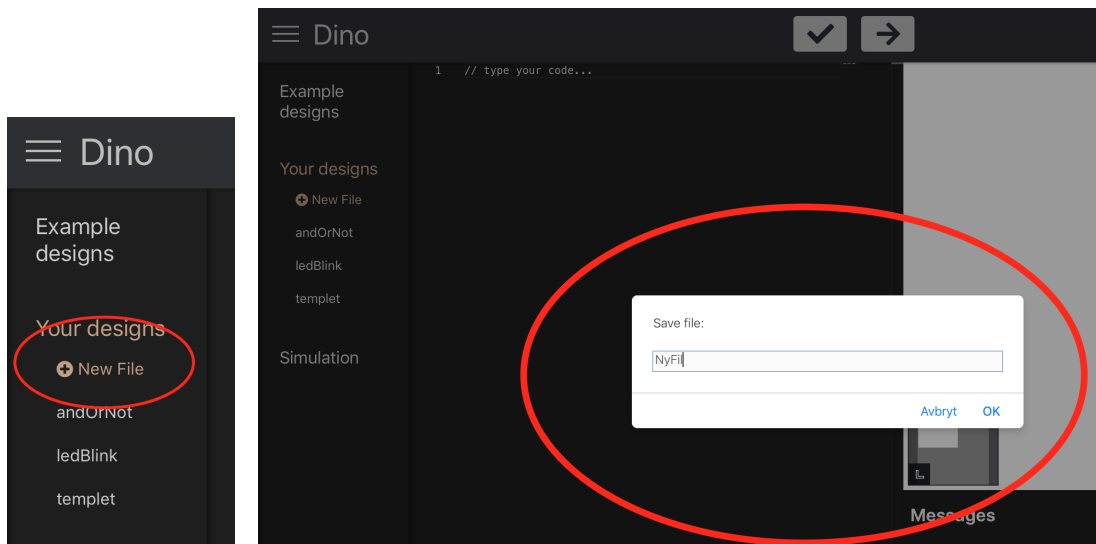 Dino
Example
designs
Your designs
New File
andOrNot
ledBlink
templet
Dino
1 // type your code...
Example
designs
Your designs
New File
andOrNot
ledBlink
templet
Simulation
Save file:
NyFil
Avbryt OK
Messages